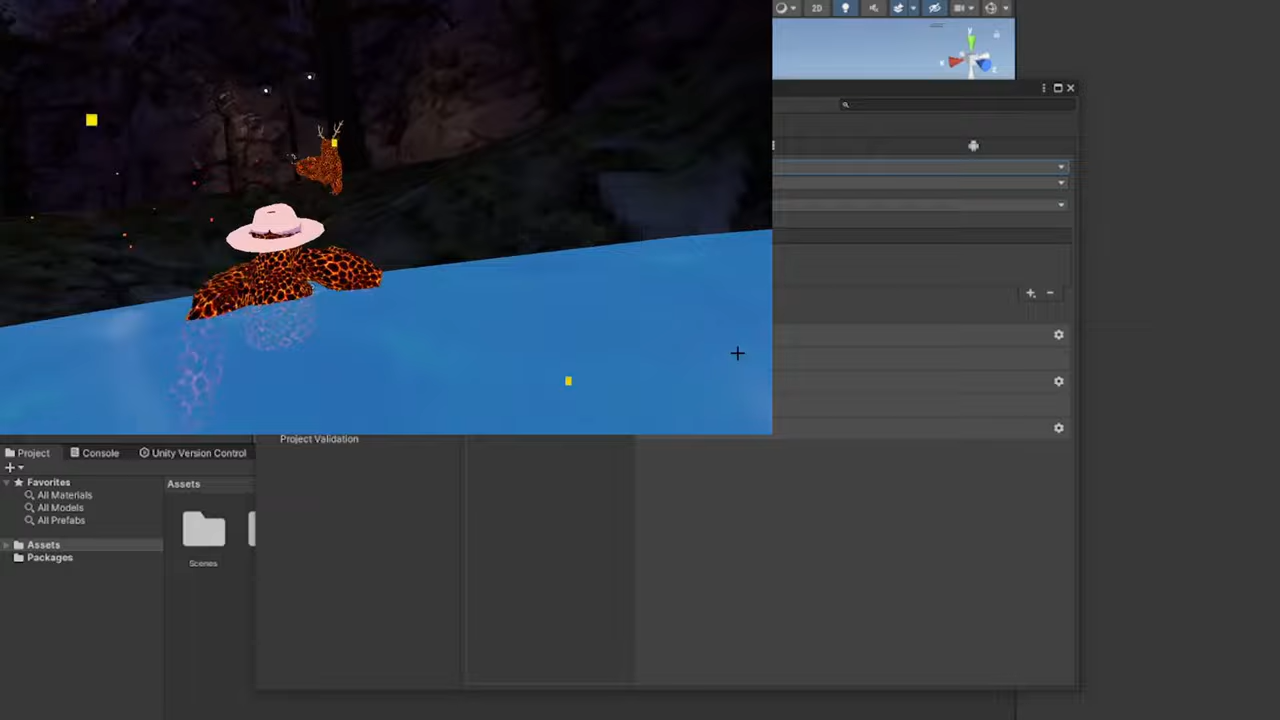 2D
y
x
z
Project Validation
Project
Console
Unity Version Control
Favorites
All Materials
All Models
All Prefabs
Assets
Packages
Assets
Scenes